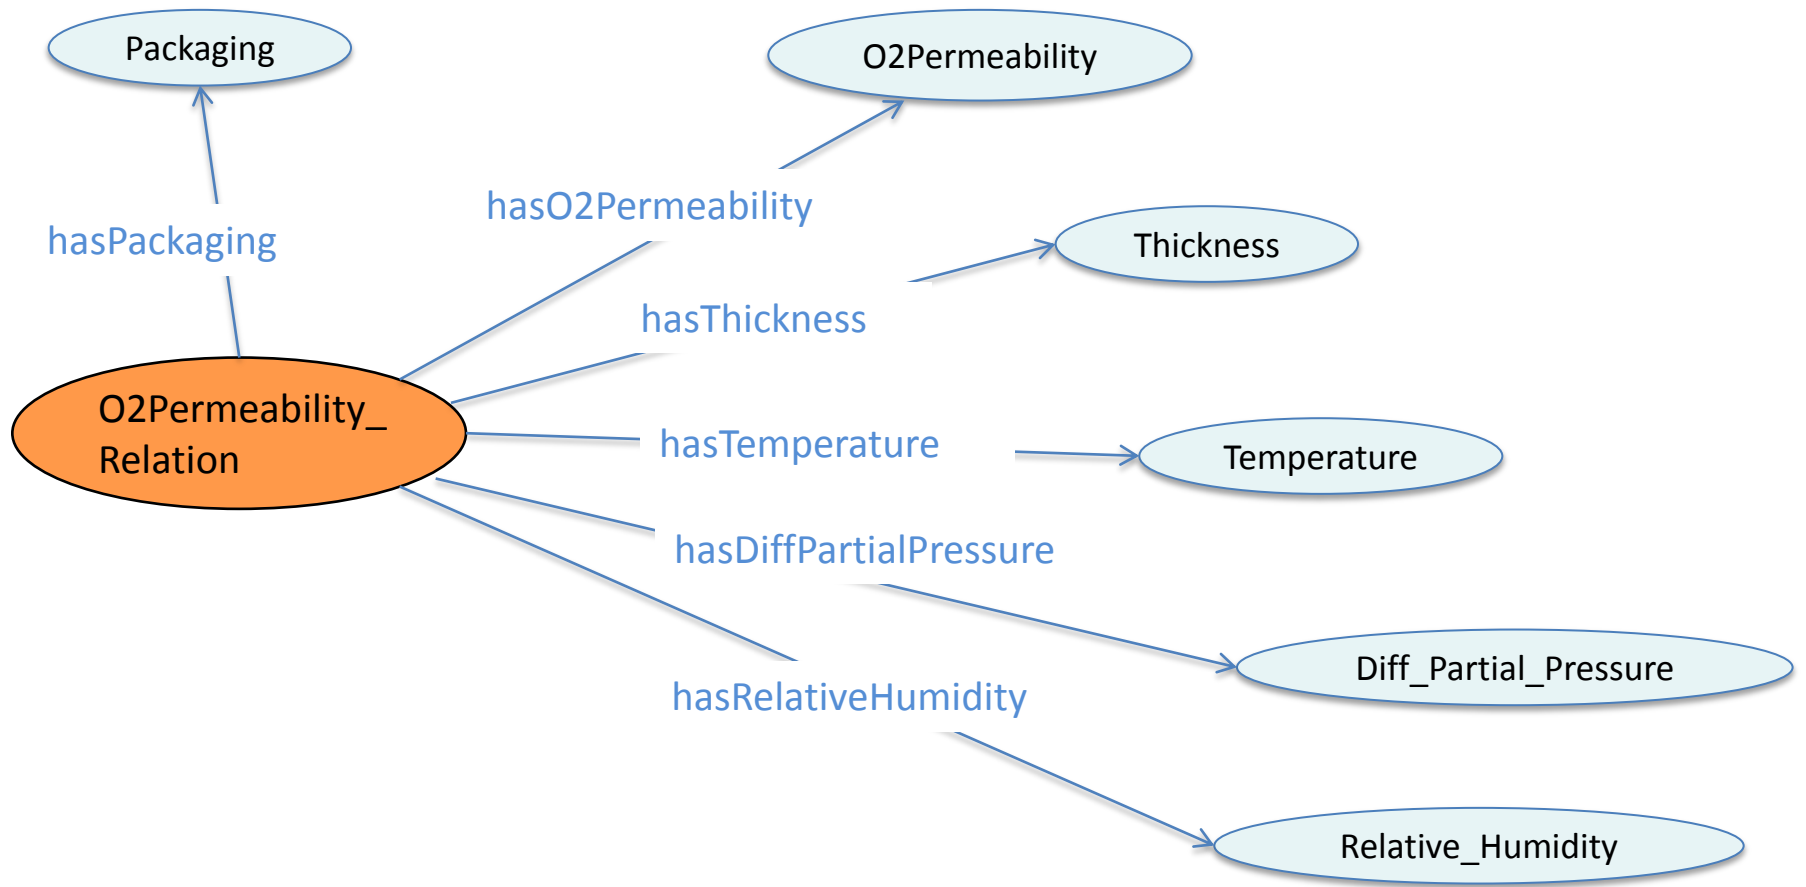 Packaging
O2Permeability
hasO2Permeability
hasPackaging
Thickness
hasThickness
O2Permeability_
Relation
hasTemperature
Temperature
hasDiffPartialPressure
Diff_Partial_Pressure
hasRelativeHumidity
Relative_Humidity